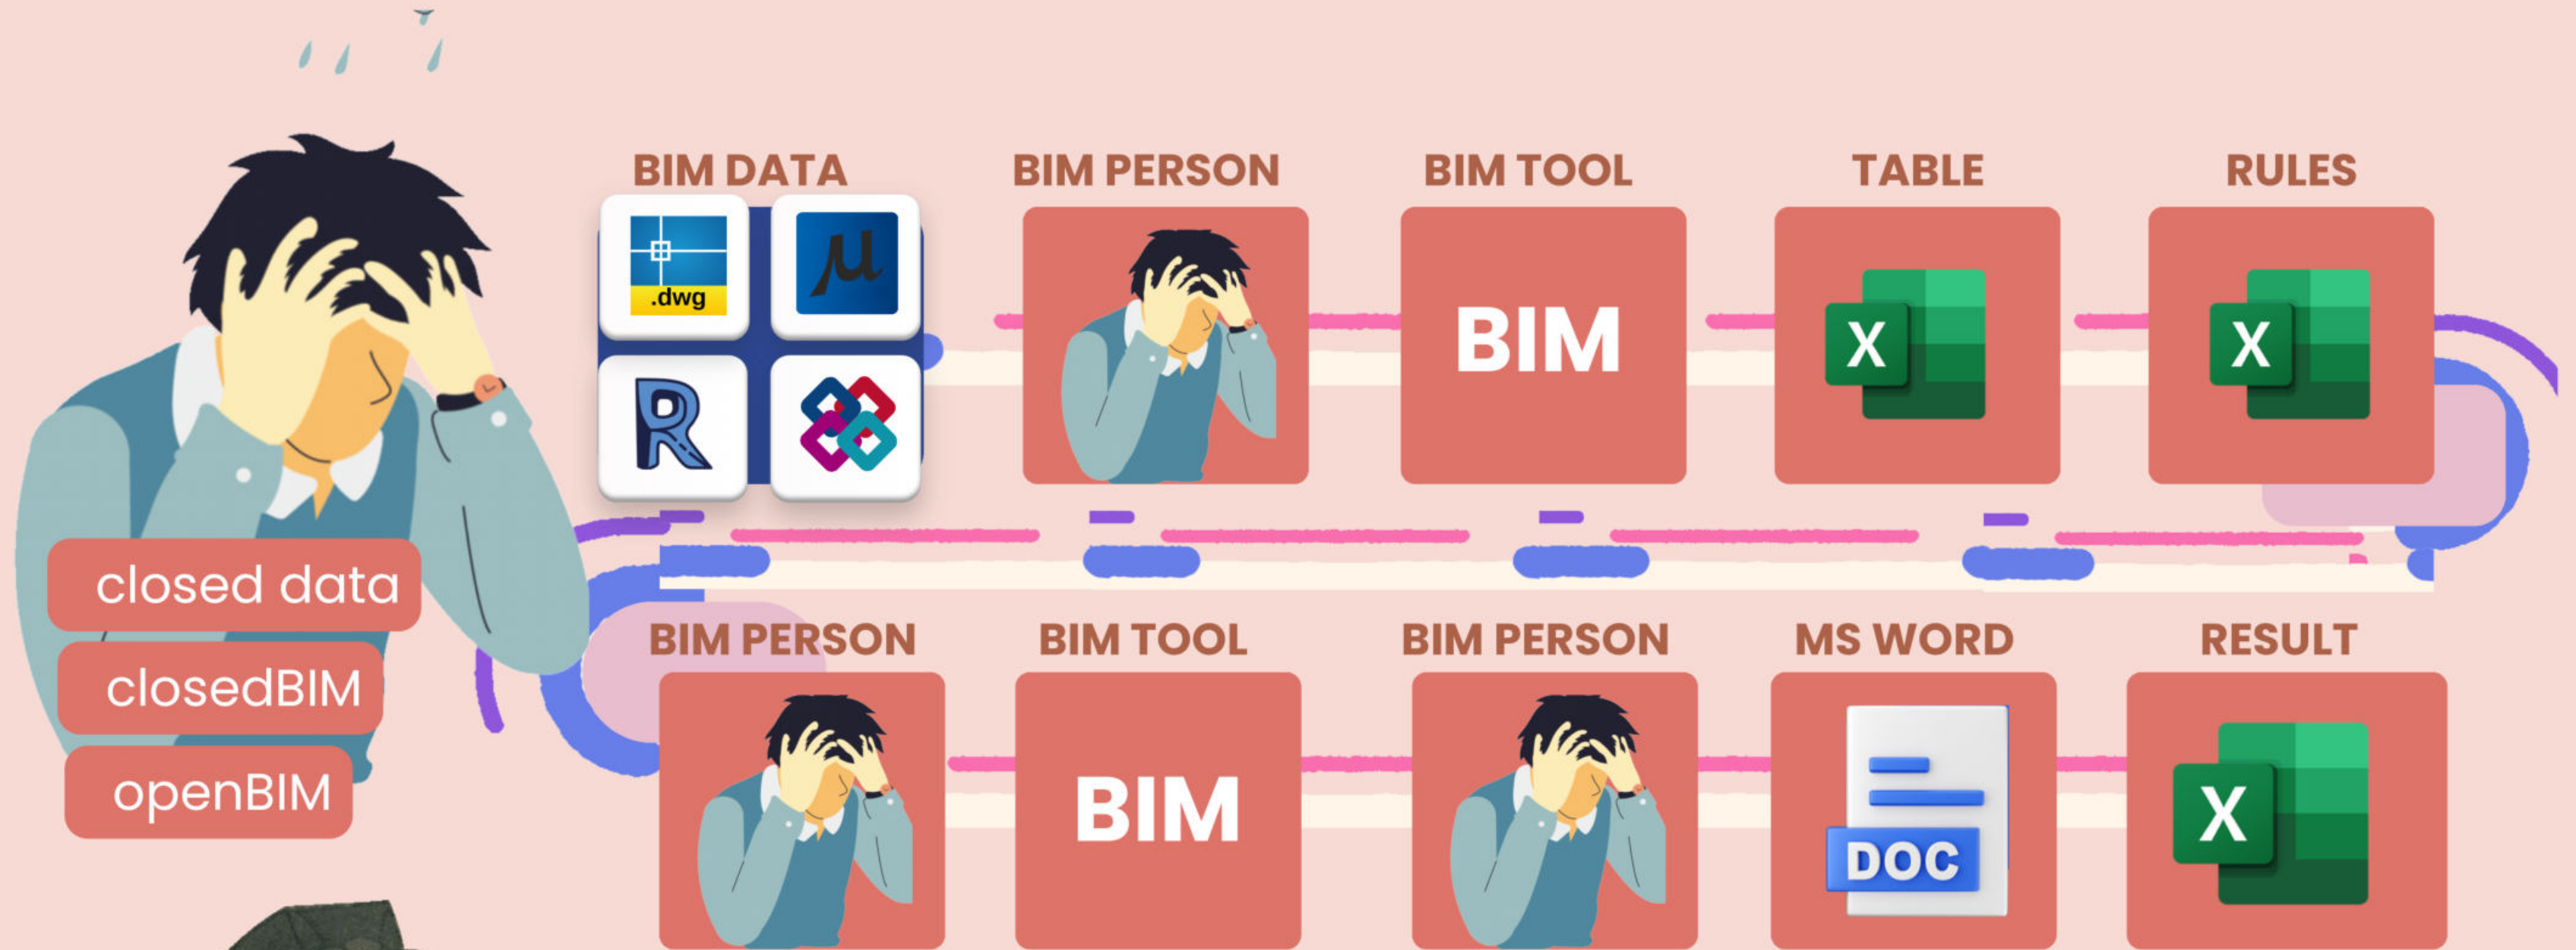 BIM DATA
BIM PERSON
BIM TOOL
TABLE
RULES
.dwg
μ
R
BIM
X
X
closed data
closedBIM
openBIM
BIM PERSON
BIM TOOL
BIM PERSON
MS WORD
RESULT
BIM
DOC
X